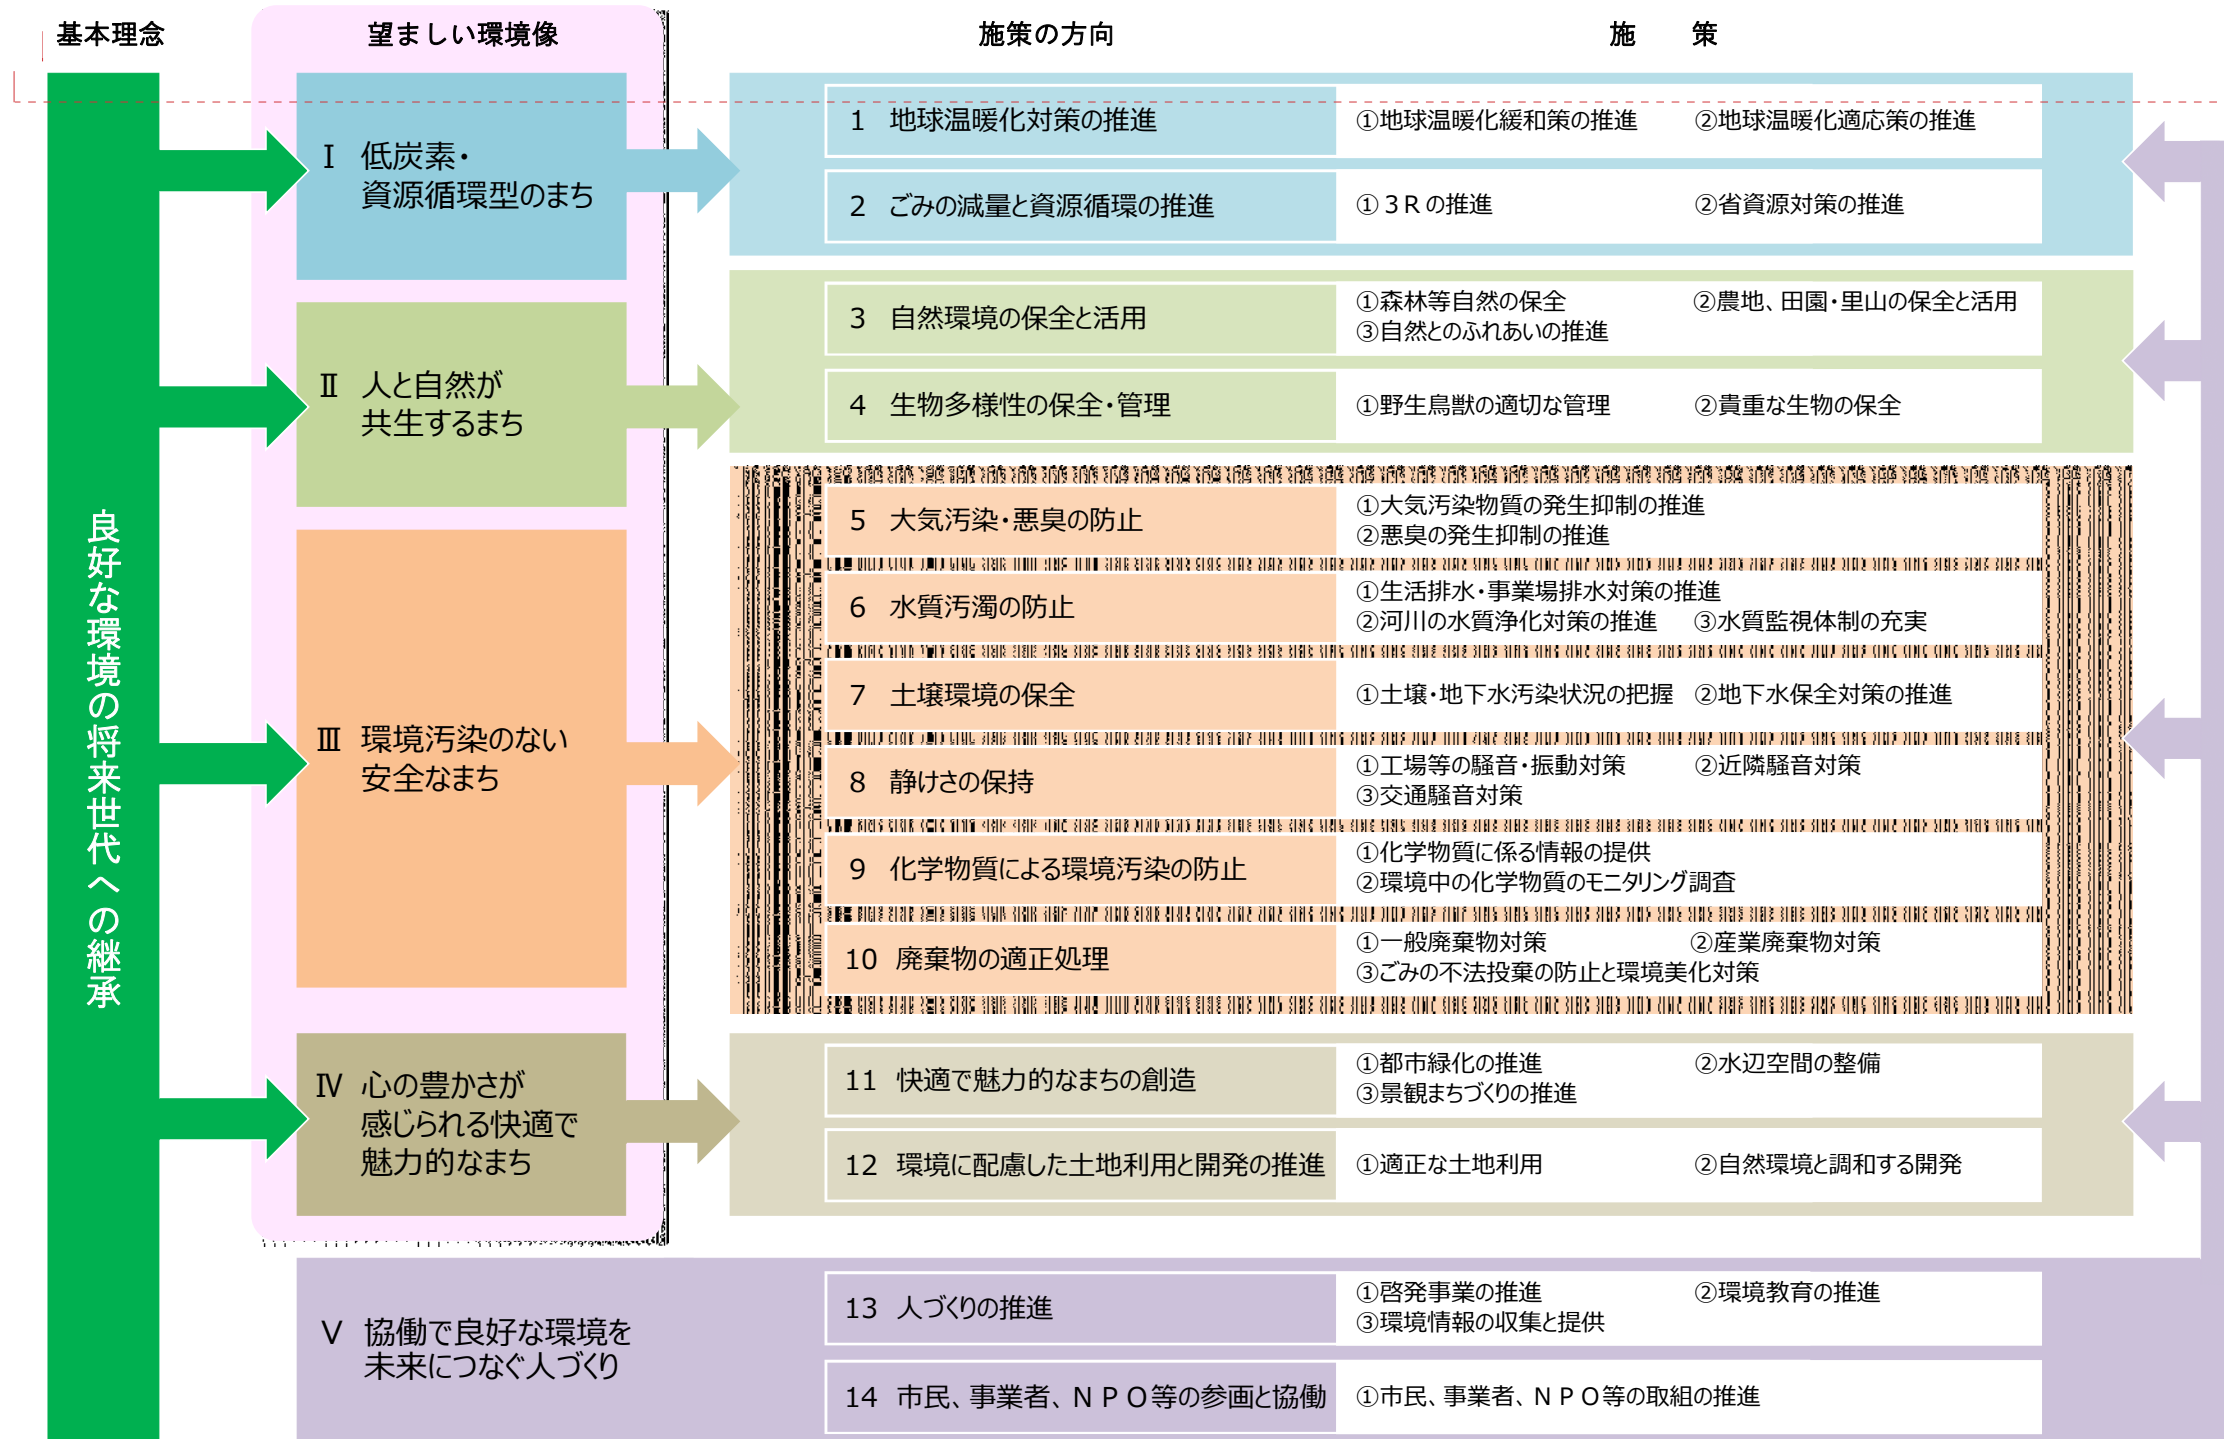 基本理念
望ましい環境像
施策の方向
施　　策
良好な環境の将来世代への継承
Ⅰ 低炭素・
資源循環型のまち
1 地球温暖化対策の推進
①地球温暖化緩和策の推進 ②地球温暖化適応策の推進
2 ごみの減量と資源循環の推進
①３Ｒの推進 ②省資源対策の推進
Ⅱ 人と自然が
共生するまち
3 自然環境の保全と活用
①森林等自然の保全 ②農地、田園・里山の保全と活用
③自然とのふれあいの推進
4 生物多様性の保全・管理
①野生鳥獣の適切な管理 ②貴重な生物の保全
Ⅲ 環境汚染のない
安全なまち
5 大気汚染・悪臭の防止
①大気汚染物質の発生抑制の推進
②悪臭の発生抑制の推進
6 水質汚濁の防止
①生活排水・事業場排水対策の推進
②河川の水質浄化対策の推進 ③水質監視体制の充実
7 土壌環境の保全
①土壌・地下水汚染状況の把握 ②地下水保全対策の推進
8 静けさの保持
①工場等の騒音・振動対策 ②近隣騒音対策
③交通騒音対策
9 化学物質による環境汚染の防止
①化学物質に係る情報の提供
②環境中の化学物質のモニタリング調査
10 廃棄物の適正処理
①一般廃棄物対策 ②産業廃棄物対策
③ごみの不法投棄の防止と環境美化対策
Ⅳ 心の豊かさが
感じられる快適で
魅力的なまち
11 快適で魅力的なまちの創造
①都市緑化の推進 ②水辺空間の整備
③景観まちづくりの推進
12 環境に配慮した土地利用と開発の推進
①適正な土地利用 ②自然環境と調和する開発
Ⅴ 協働で良好な環境を
未来につなぐ人づくり
13 人づくりの推進
①啓発事業の推進 ②環境教育の推進
③環境情報の収集と提供
14 市民、事業者、ＮＰＯ等の参画と協働
①市民、事業者、ＮＰＯ等の取組の推進